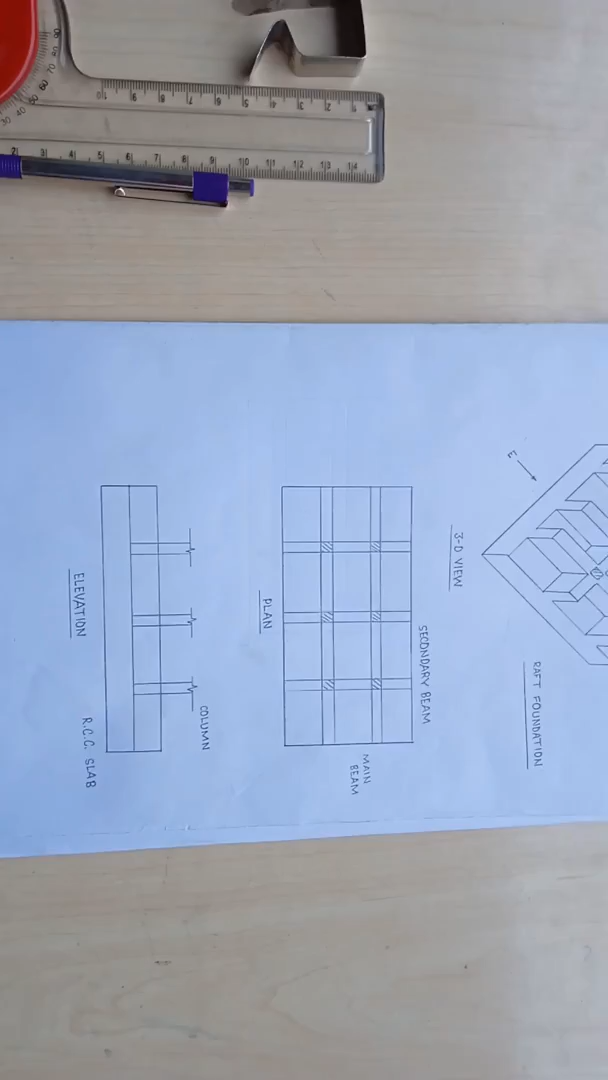 RAFT FOUNDATION
E
3-D VIEW
SECONDARY BEAM
MAIN
BEAM
PLAN
COLUMN
ELEVATION
R.C.C. SLAB